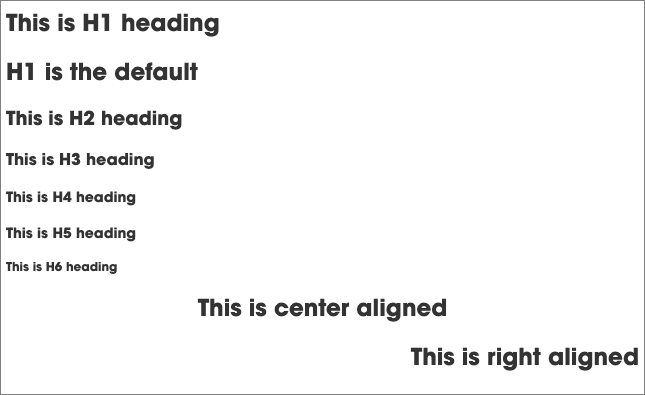 This is H1 heading
H1 is the default
This is H2 heading
This is H3 heading
This is H4 heading
This is H5 heading
This is H6 heading
This is center aligned
This is right aligned